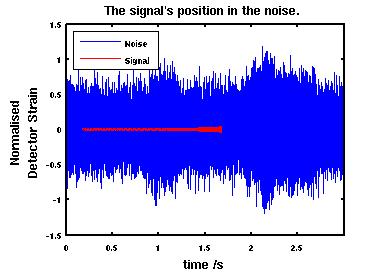 The signal's position in the noise.
1.5
1
0.5
0
-0.5
-1
-1.5
Noise
Signal
Normalised
Detector Strain
0 0.5 1 1.5 2 2.5
time /s